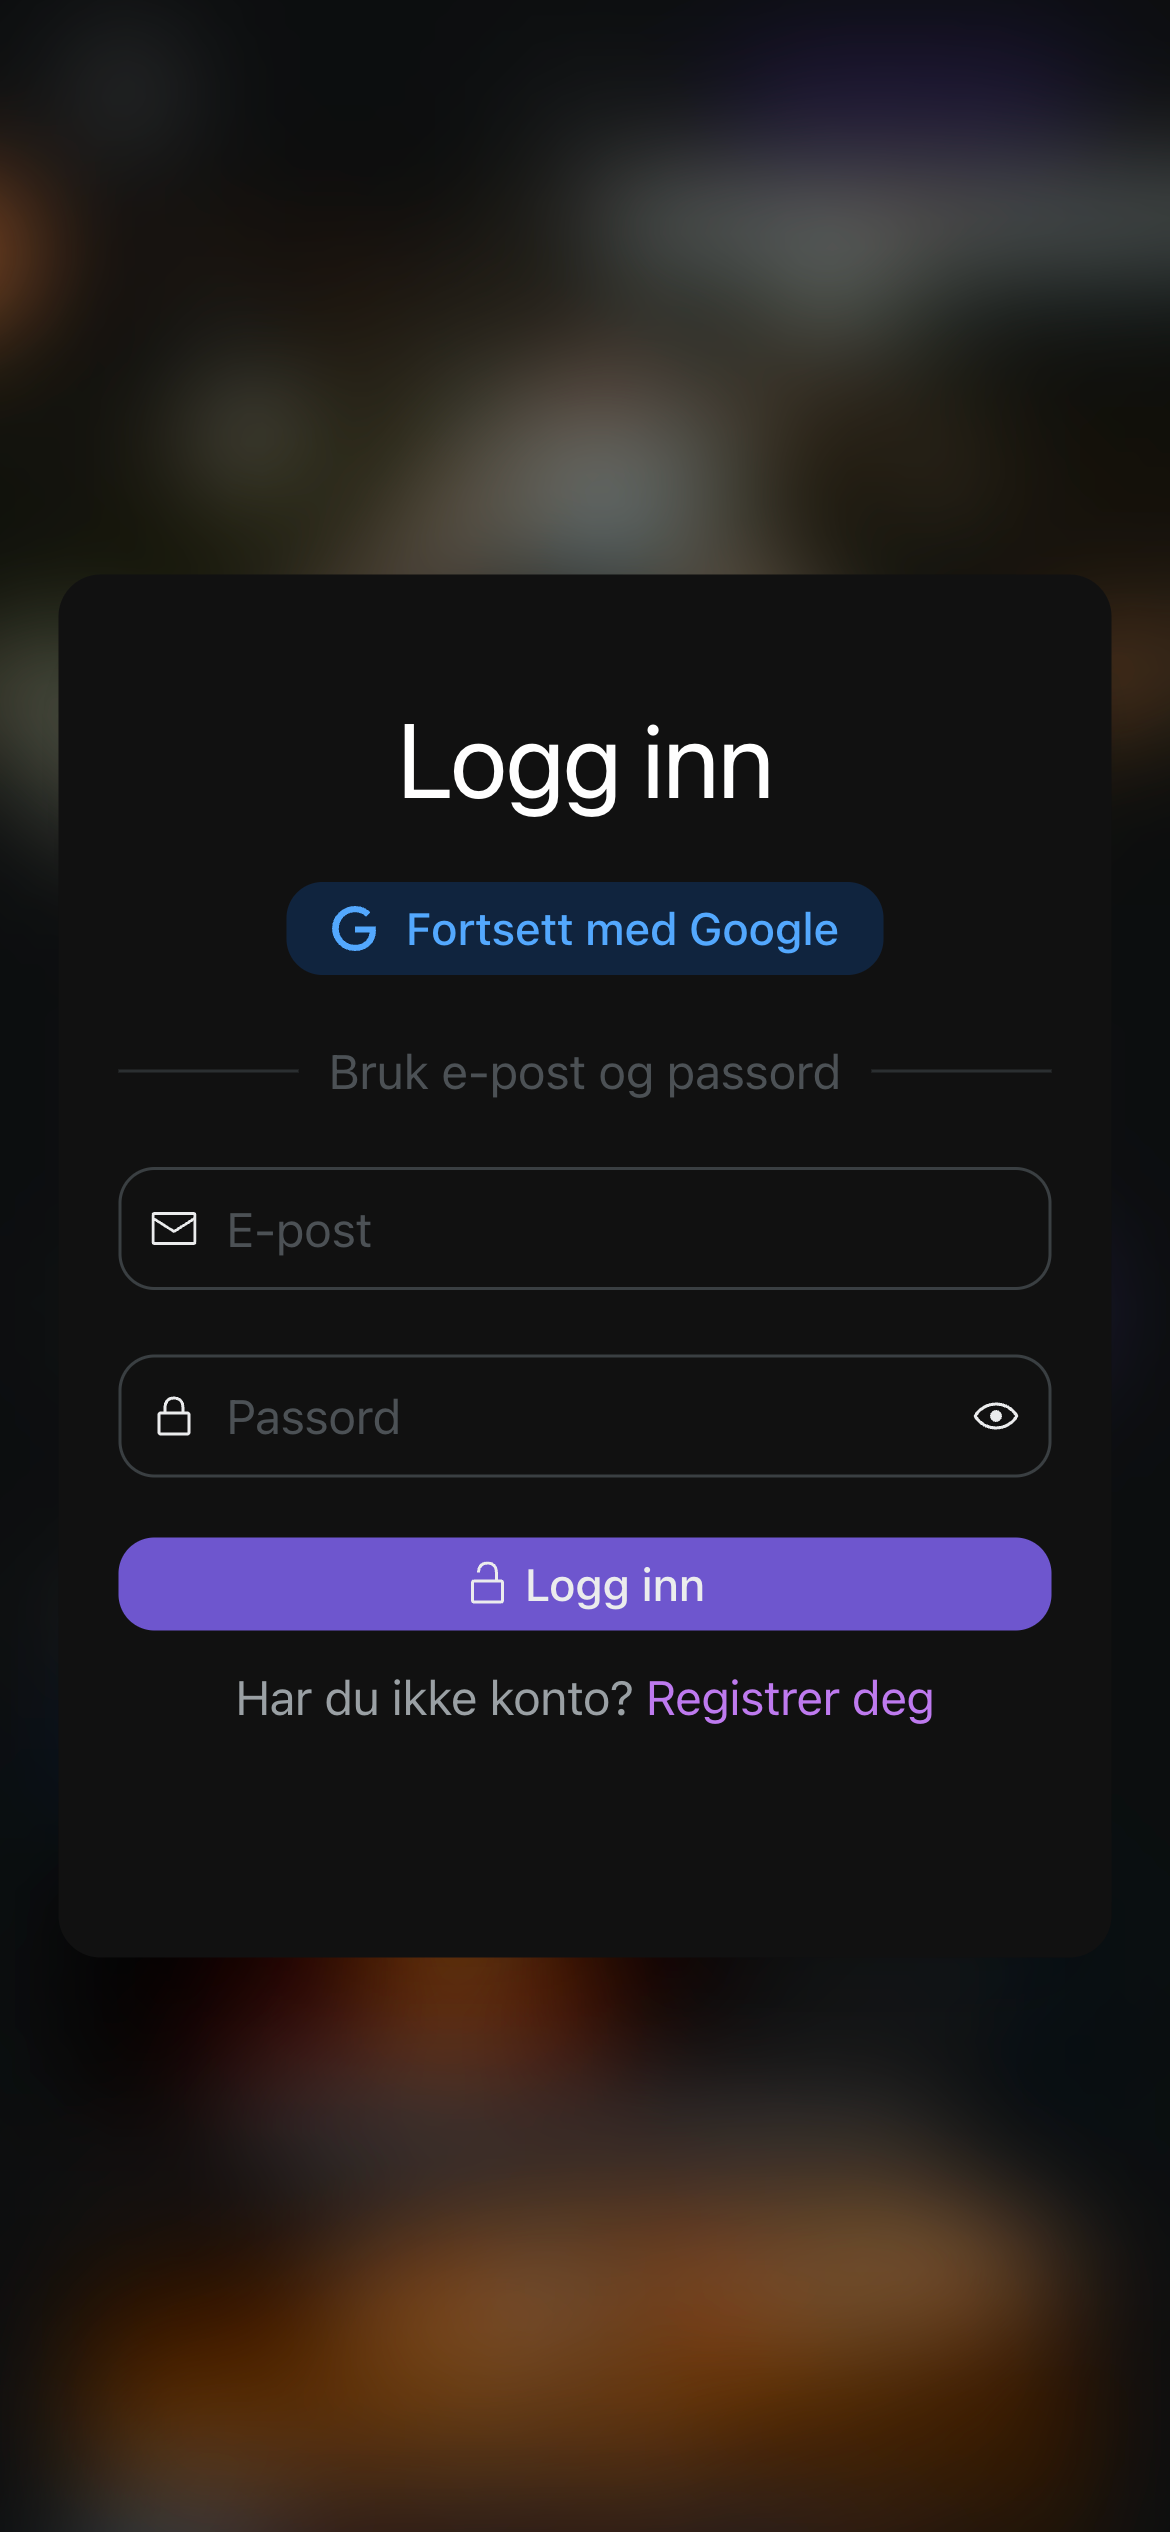 Logg inn
Fortsett med Google
Bruk e-post og passord
E-post
Passord
Logg inn
Har du ikke konto? Registrer deg